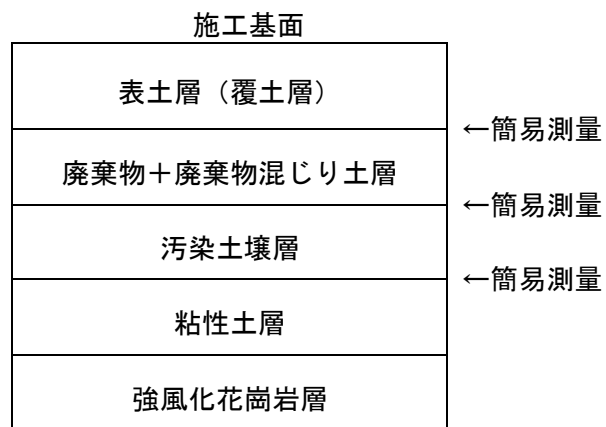 施工基面
表土層（覆土層）
←簡易測量
廃棄物＋廃棄物混じり土層
←簡易測量
汚染土壌層
←簡易測量
粘性土層
強風化花崗岩層